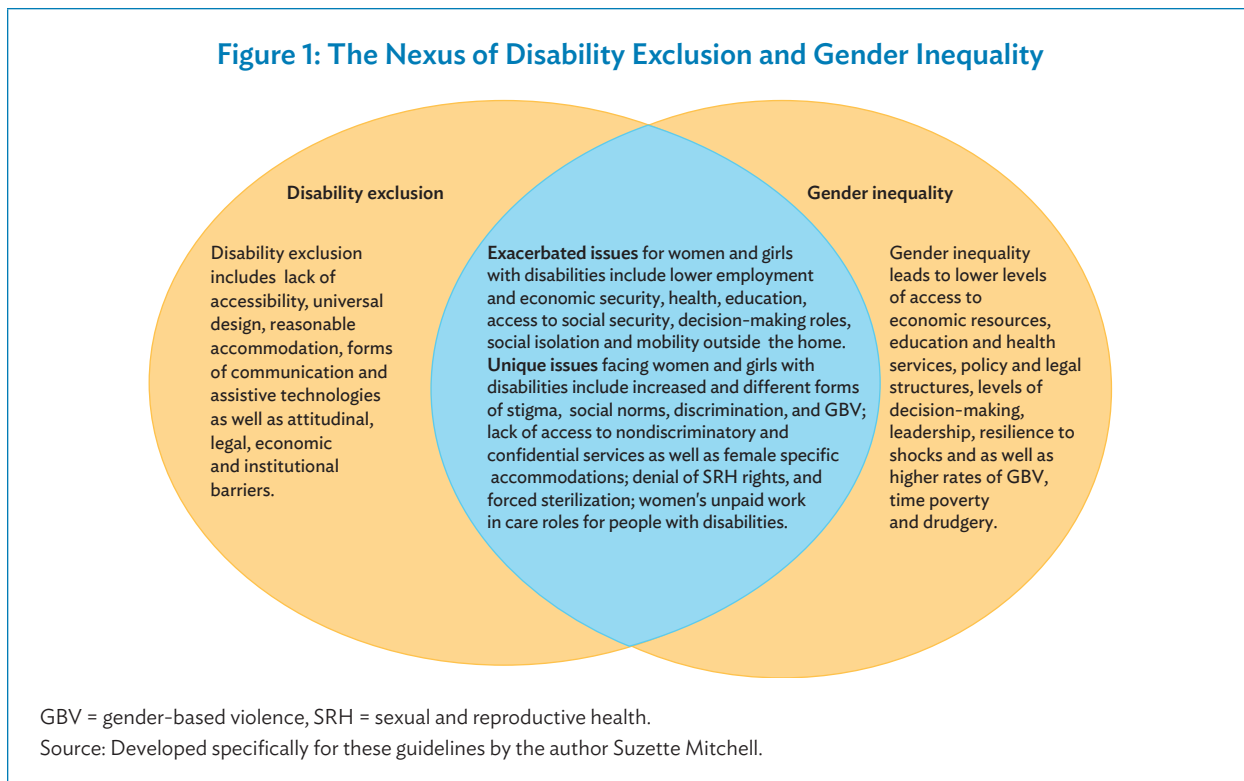 Figure 1: The Nexus of Disability Exclusion and Gender Inequality
Disability exclusion
Disability exclusion
includes lack of
accessibility, universal
design, reasonable
accommodation, forms
of communication and
assistive technologies
as well as attitudinal,
legal, economic
and institutional
barriers.
Exacerbated issues for women and girls
with disabilities include lower employment
and economic security, health, education,
access to social security, decision-making roles,
social isolation and mobility outside the home.
Unique issues facing women and girls with
disabilities include increased and different forms
of stigma, social norms, discrimination, and GBV;
lack of access to nondiscriminatory and
confidential services as well as female specific
accommodations; denial of SRH rights, and
forced sterilization; women's unpaid work
in care roles for people with disabilities.
Gender inequality
Gender inequality
leads to lower levels
of access to
economic resources,
education and health
services, policy and legal
structures, levels of
decision-making,
leadership, resilience to
shocks and as well as
higher rates of GBV,
time poverty
and drudgery.
GBV = gender-based violence, SRH = sexual and reproductive health.
Source: Developed specifically for these guidelines by the author Suzette Mitchell.